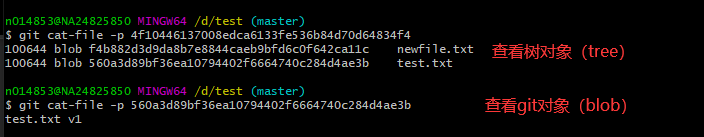 n014853@NA24825850 MINGW64 /d/test (master)
$ git cat-file -p 4f10446137008edca6133fe536b84d70d64834f4
100644 blob f4b882d3d9da8b7e8844caeb9bfd6c0f642ca11c    newfile.txt
100644 blob 560a3d89bf36ea10794402f6664740c284d4ae3b    test.txt
查看树对象（tree）
n014853@NA24825850 MINGW64 /d/test (master)
$ git cat-file -p 560a3d89bf36ea10794402f6664740c284d4ae3b
查看git对象（blob）
test.txt v1